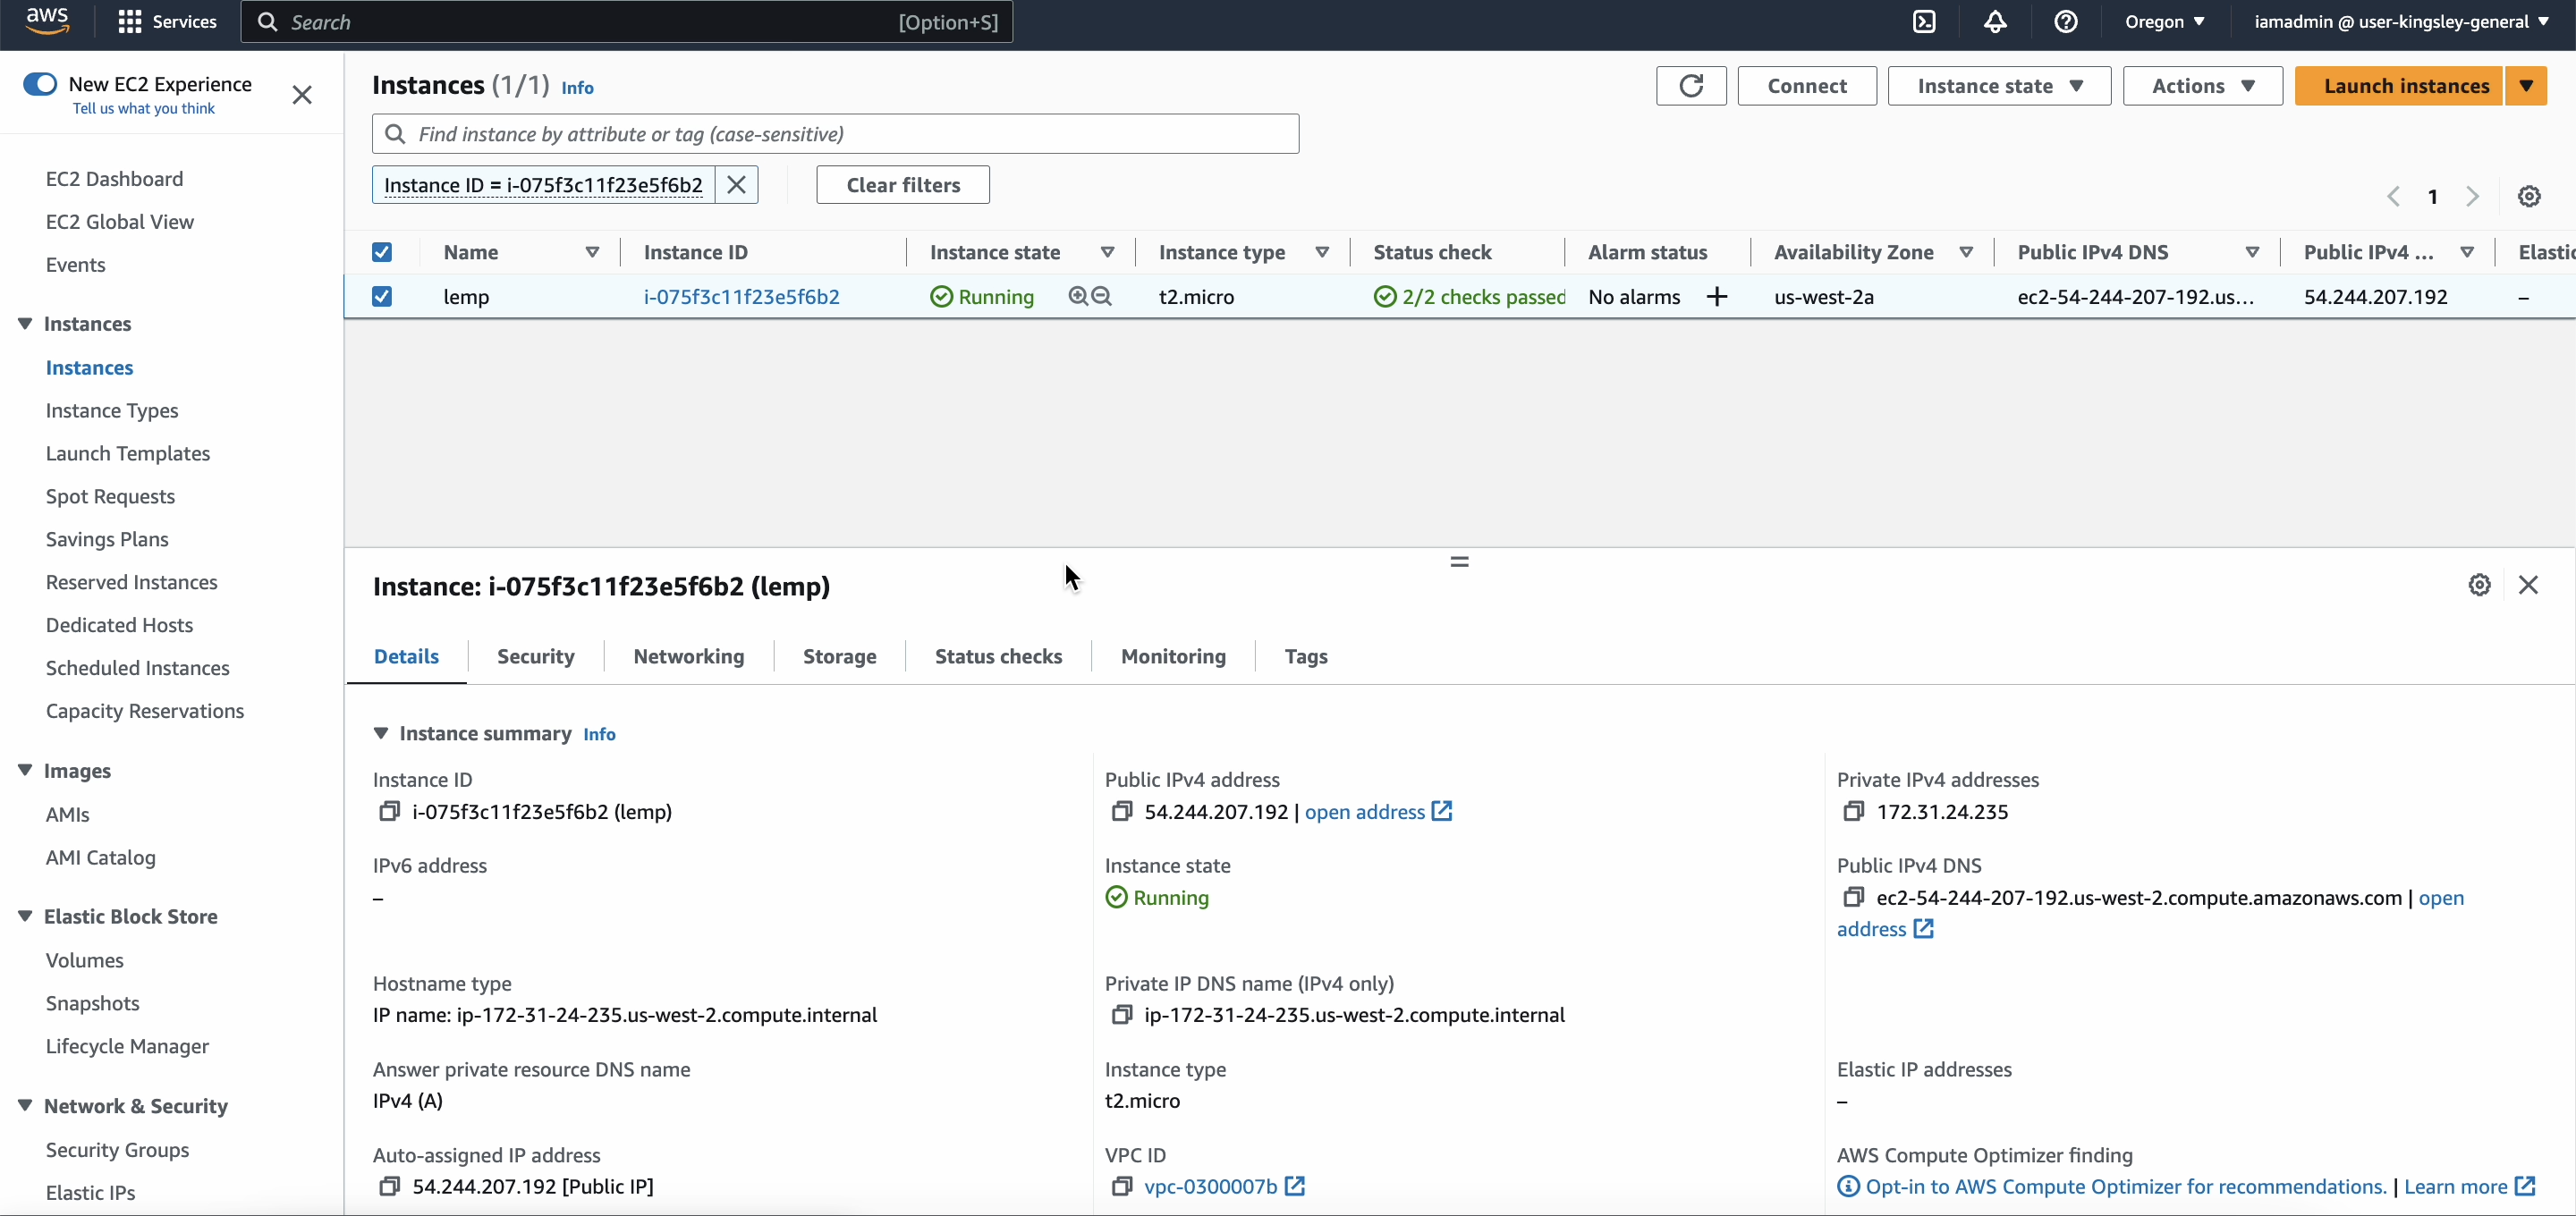 aws Services Search [Option+S] Oregon iamadmin @ user-kingsley-general
New EC2 Experience
Tell us what you think
EC2 Dashboard
EC2 Global View
Events
Instances
Instances
Instance Types
Launch Templates
Spot Requests
Savings Plans
Reserved Instances
Dedicated Hosts
Scheduled Instances
Capacity Reservations
Images
AMIs
AMI Catalog
Elastic Block Store
Volumes
Snapshots
Lifecycle Manager
Network & Security
Security Groups
Elastic IPs
Instances (1/1) Info Connect Instance state Actions Launch instances
Find instance by attribute or tag (case-sensitive)
Instance ID = i-075f3c11f23e5f6b2 Clear filters 1
Name Instance ID Instance state Instance type Status check Alarm status Availability Zone Public IPv4 DNS Public IPv4 ... Elastic
lemp i-075f3c11f23e5f6b2 Running t2.micro 2/2 checks passed No alarms + us-west-2a ec2-54-244-207-192.us... 54.244.207.192 –
Instance: i-075f3c11f23e5f6b2 (lemp)
Details Security Networking Storage Status checks Monitoring Tags
Instance summary Info
Instance ID
i-075f3c11f23e5f6b2 (lemp)
Public IPv4 address
54.244.207.192 | open address
Private IPv4 addresses
172.31.24.235
IPv6 address
–
Instance state
Running
Public IPv4 DNS
ec2-54-244-207-192.us-west-2.compute.amazonaws.com | open
address
Hostname type
IP name: ip-172-31-24-235.us-west-2.compute.internal
Private IP DNS name (IPv4 only)
ip-172-31-24-235.us-west-2.compute.internal
Answer private resource DNS name
IPv4 (A)
Instance type
t2.micro
Elastic IP addresses
–
Auto-assigned IP address
54.244.207.192 [Public IP]
VPC ID
vpc-0300007b
AWS Compute Optimizer finding
Opt-in to AWS Compute Optimizer for recommendations. | Learn more